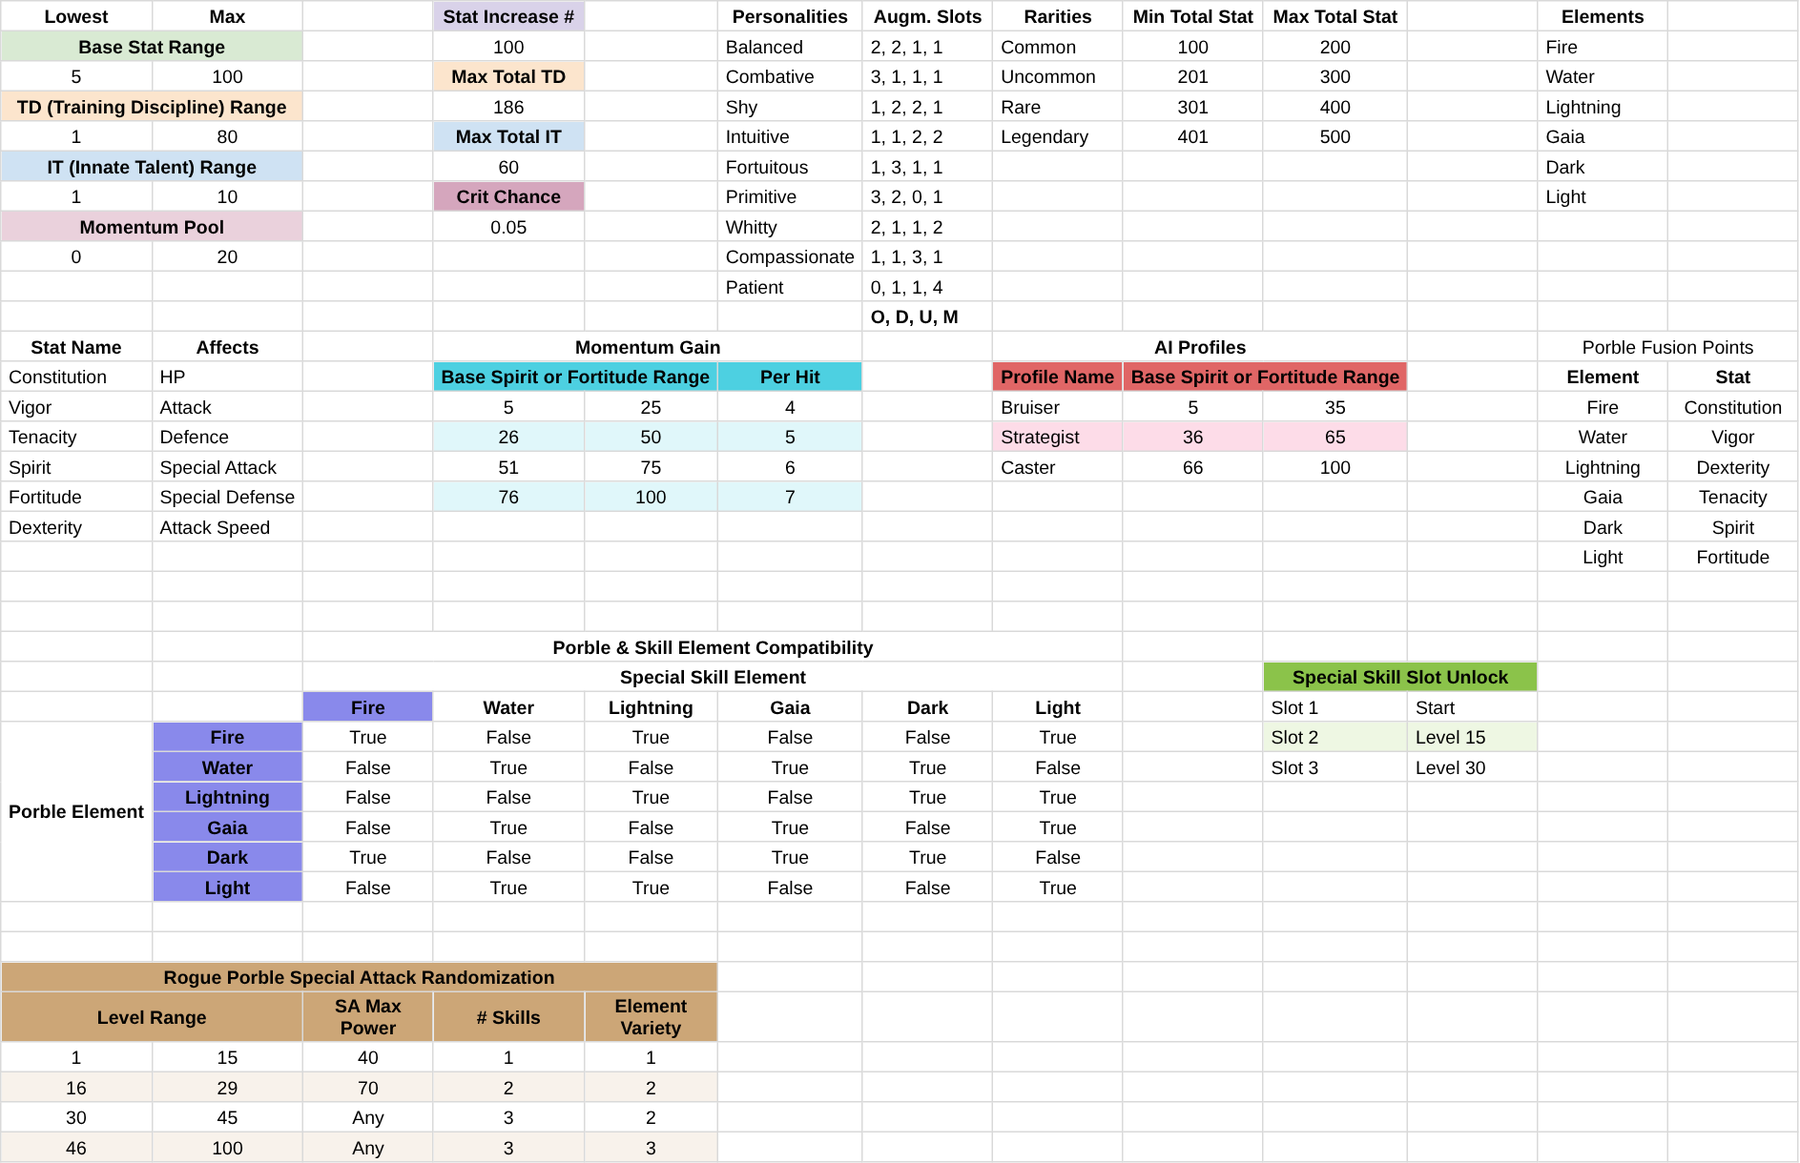 Lowest Max Stat Increase # Personalities Augm. Slots Rarities Min Total Stat Max Total Stat Elements
Base Stat Range 100 Balanced 2, 2, 1, 1 Common 100 200 Fire
5 100 Max Total TD Combative 3, 1, 1, 1 Uncommon 201 300 Water
TD (Training Discipline) Range 186 Shy 1, 2, 2, 1 Rare 301 400 Lightning
1 80 Max Total IT Intuitive 1, 1, 2, 2 Legendary 401 500 Gaia
IT (Innate Talent) Range 60 Fortuitous 1, 3, 1, 1 Dark
1 10 Crit Chance Primitive 3, 2, 0, 1 Light
Momentum Pool 0.05 Whitty 2, 1, 1, 2
0 20 Compassionate 1, 1, 3, 1
Patient 0, 1, 1, 4
O, D, U, M
Stat Name Affects Momentum Gain AI Profiles Porble Fusion Points
Constitution HP Base Spirit or Fortitude Range Per Hit Profile Name Base Spirit or Fortitude Range Element Stat
Vigor Attack 5 25 4 Bruiser 5 35 Fire Constitution
Tenacity Defence 26 50 5 Strategist 36 65 Water Vigor
Spirit Special Attack 51 75 6 Caster 66 100 Lightning Dexterity
Fortitude Special Defense 76 100 7 Gaia Tenacity
Dexterity Attack Speed Dark Spirit
Light Fortitude
Porble & Skill Element Compatibility
Special Skill Element Special Skill Slot Unlock
Fire Water Lightning Gaia Dark Light Slot 1 Start
Fire True False True False False True Slot 2 Level 15
Water False True False True True False Slot 3 Level 30
Lightning False False True False True True
Porble Element
Gaia False True False True False True
Dark True False False True True False
Light False True True False False True
Rogue Porble Special Attack Randomization
Level Range SA Max Power # Skills Element Variety
1 15 40 1 1
16 29 70 2 2
30 45 Any 3 2
46 100 Any 3 3